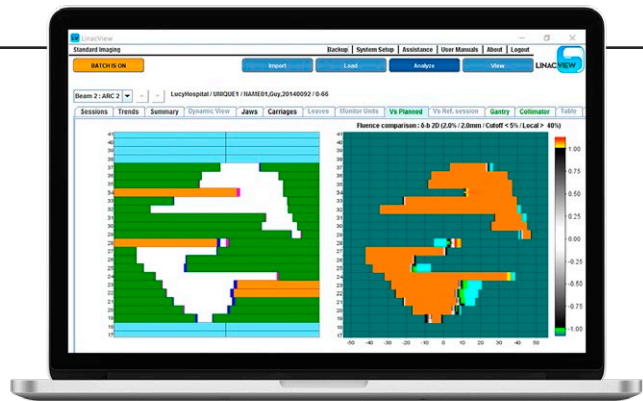 LV LinacView
Standard Imaging
Backup | System Setup | Assistance | User Manuals | About | Logout
BATCH IS ON
Import
Load
Analyze
View
LINACVIEW
Beam 2 : ARC 2
LucyHospital / UNIQUE1 / NAME01,Guy,20140092 / 0-66
Sessions Trends Summary Dynamic View Jaws Carriages Leaves Monitor Units Vs Planned Vs Ref. session Gantry Collimator Table
Fluence comparison : δ-b 2D (2.0% / 2.0mm / Cutoff < 5% / Local > 40%)
1.00
0.75
0.50
0.25
0.00
-0.25
-0.50
-0.75
-1.00
-50 -40 -30 -20 -10 0 10 20 30 40 50